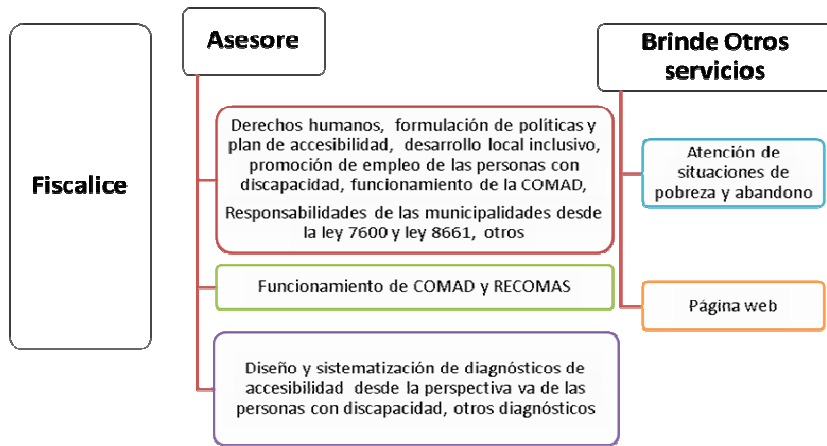 Fiscalice
Asesore
Derechos humanos, formulación de políticas y
plan de accesibilidad, desarrollo local inclusivo,
promoción de empleo de las personas con
discapacidad, funcionamiento de la COMAD,
Responsabilidades de las municipalidades desde
la ley 7600 y ley 8661, otros
Funcionamiento de COMAD y RECOMAS
Diseño y sistematización de diagnósticos de
accesibilidad desde la perspectiva va de las
personas con discapacidad, otros diagnósticos
Brinde Otros
servicios
Atención de
situaciones de
pobreza y abandono
Página web